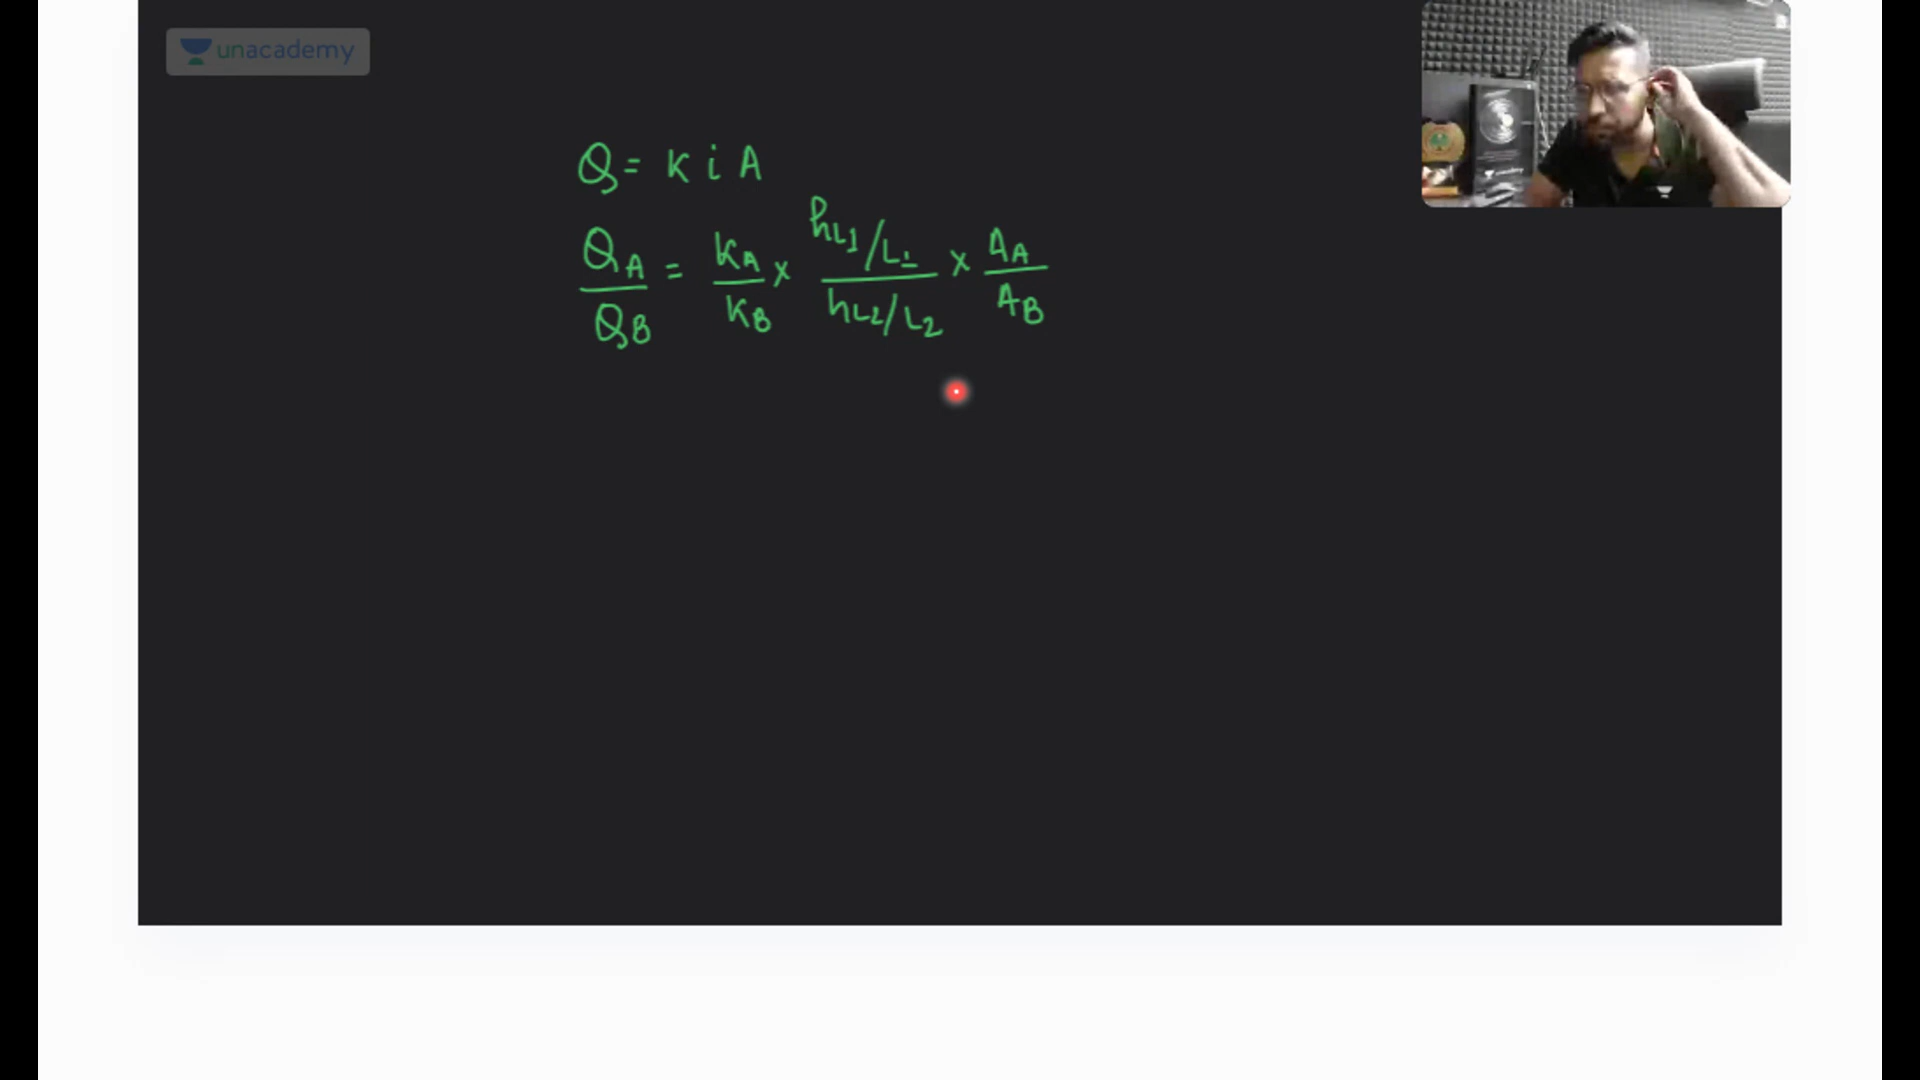 unacademy
Q = K i A
QA/QB = KA/KB × (hL1/L1)/(hL2/L2) × AA/AB